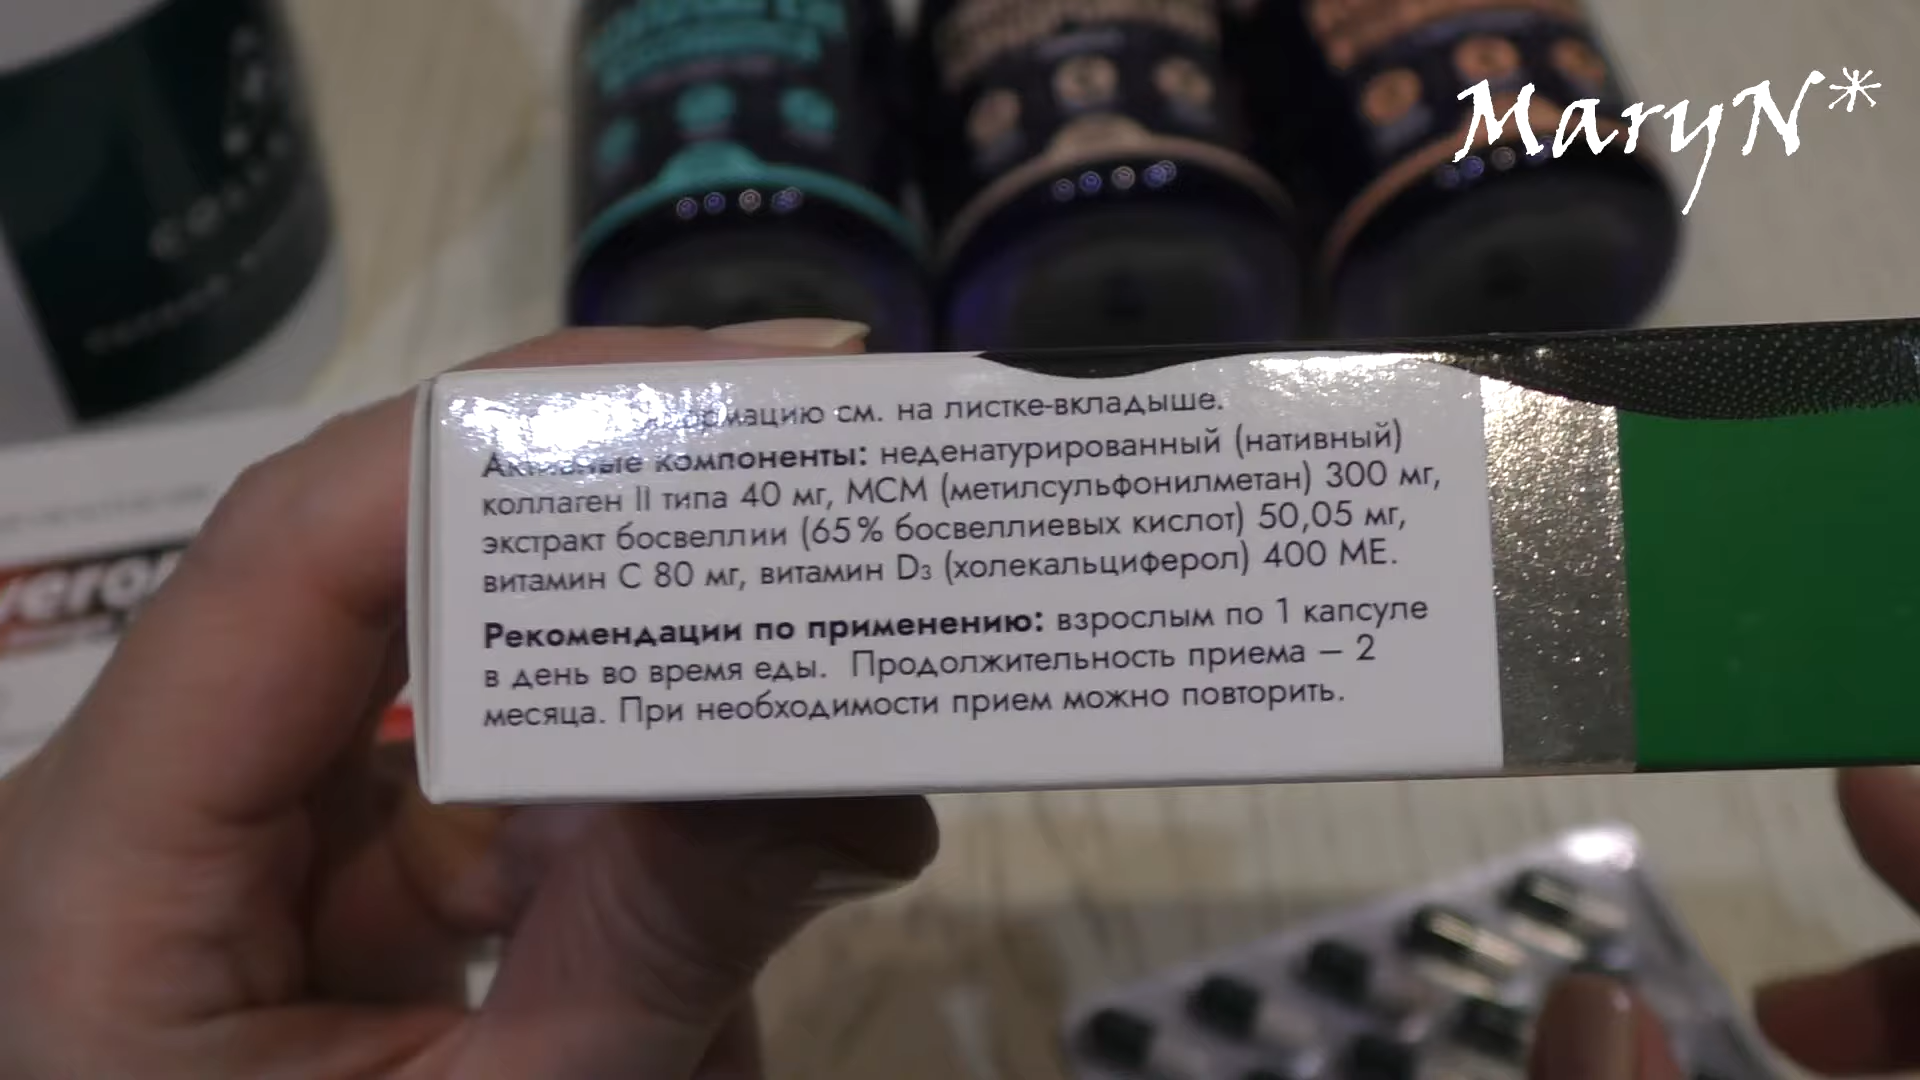 MaryN*
см. на листке-вкладыше.
Активные компоненты: неденатурированный (нативный)
коллаген II типа 40 мг, МСМ (метилсульфонилметан) 300 мг,
экстракт босвеллии (65% босвеллиевых кислот) 50,05 мг,
витамин С 80 мг, витамин D₃ (холекальциферол) 400 МЕ.
Рекомендации по применению: взрослым по 1 капсуле
в день во время еды. Продолжительность приема – 2
месяца. При необходимости прием можно повторить.